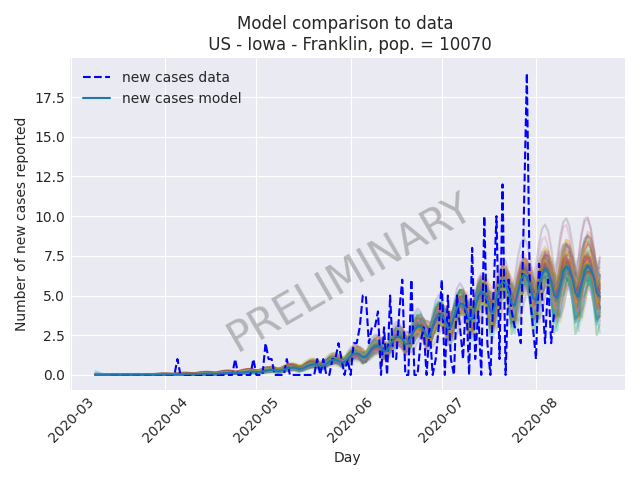 Model comparison to data
US - Iowa - Franklin, pop. = 10070
new cases data
new cases model
Number of new cases reported
17.5
15.0
12.5
10.0
7.5
5.0
2.5
0.0
PRELIMINARY
2020-03
2020-04
2020-05
2020-06
2020-07
2020-08
Day